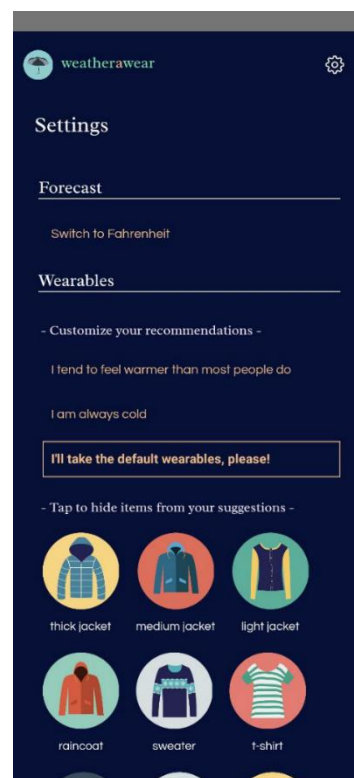 weatherawear
Settings
Forecast
Switch to Fahrenheit
Wearables
- Customize your recommendations -
I tend to feel warmer than most people do
I am always cold
I'll take the default wearables, please!
- Tap to hide items from your suggestions -
thick jacket medium jacket light jacket
raincoat sweater t-shirt